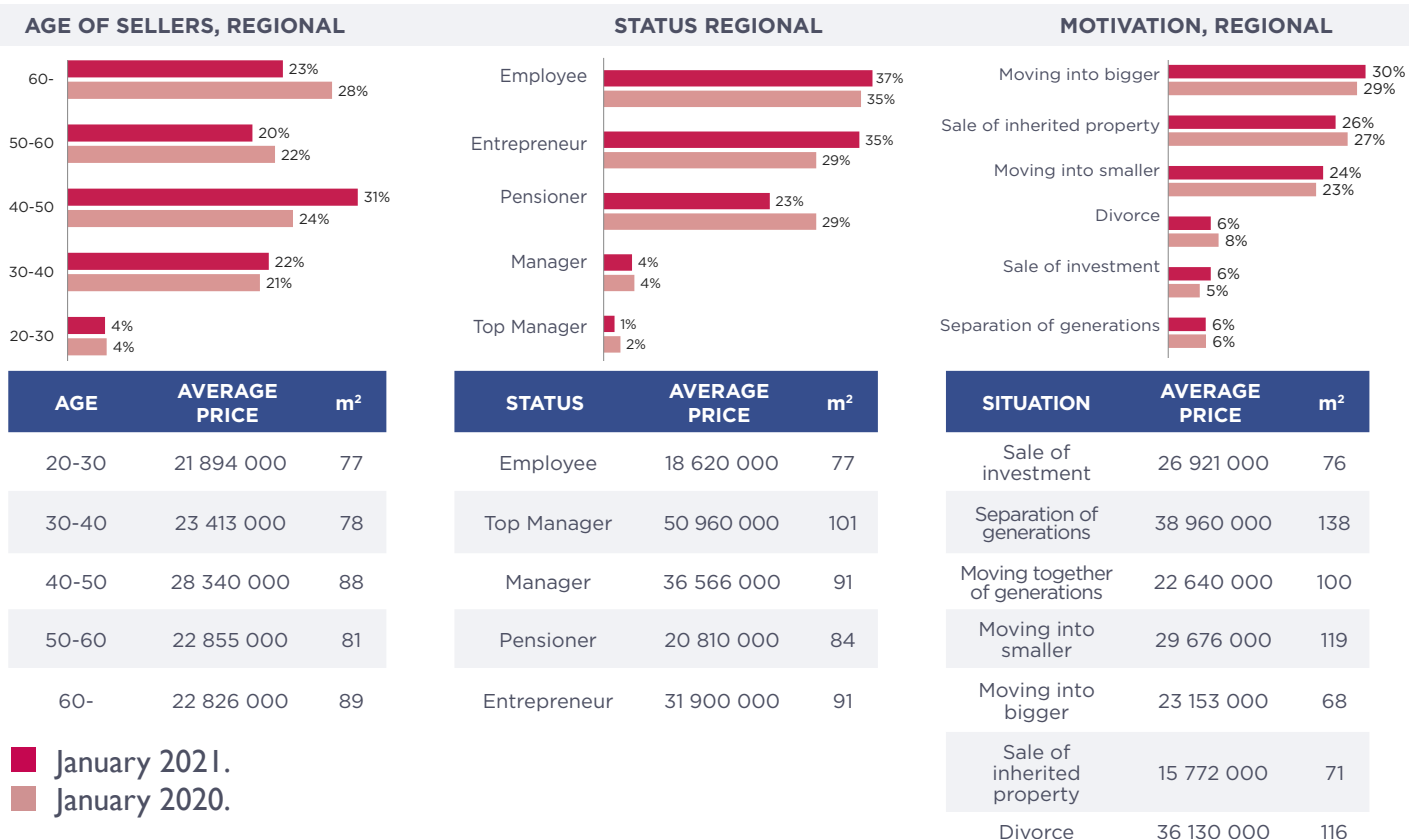 AGE OF SELLERS, REGIONAL
60-
23%
28%
50-60
20%
22%
40-50
31%
24%
30-40
22%
21%
20-30
4%
4%
AGE AVERAGE PRICE m²
20-30 21 894 000 77
30-40 23 413 000 78
40-50 28 340 000 88
50-60 22 855 000 81
60- 22 826 000 89
January 2021.
January 2020.
STATUS REGIONAL
Employee
37%
35%
Entrepreneur
35%
29%
Pensioner
23%
29%
Manager
4%
4%
Top Manager
1%
2%
STATUS AVERAGE PRICE m²
Employee 18 620 000 77
Top Manager 50 960 000 101
Manager 36 566 000 91
Pensioner 20 810 000 84
Entrepreneur 31 900 000 91
MOTIVATION, REGIONAL
Moving into bigger
30%
29%
Sale of inherited property
26%
27%
Moving into smaller
24%
23%
Divorce
6%
8%
Sale of investment
6%
5%
Separation of generations
6%
6%
SITUATION AVERAGE PRICE m²
Sale of
investment 26 921 000 76
Separation of
generations 38 960 000 138
Moving together
of generations 22 640 000 100
Moving into
smaller 29 676 000 119
Moving into
bigger 23 153 000 68
Sale of
inherited 15 772 000 71
property
Divorce 36 130 000 116